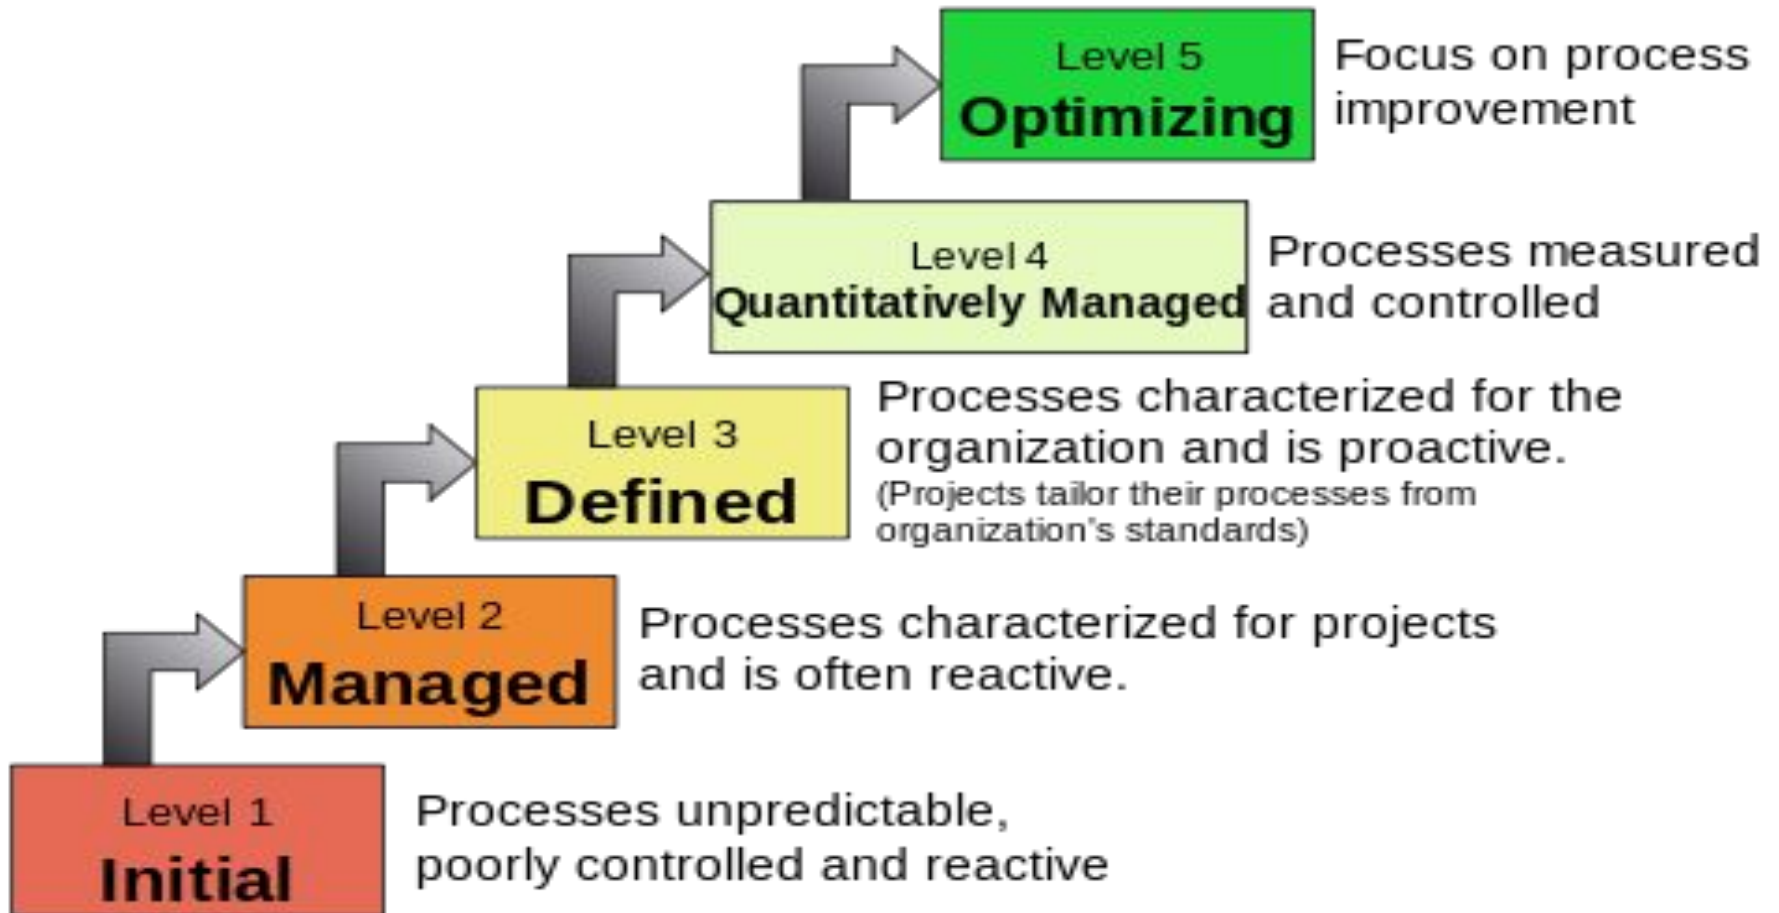 Level 5
Optimizing
Focus on process
improvement
Level 4
Quantitatively Managed
Processes measured
and controlled
Level 3
Defined
Processes characterized for the
organization and is proactive.
(Projects tailor their processes from
organization's standards)
Level 2
Managed
Processes characterized for projects
and is often reactive.
Level 1
Initial
Processes unpredictable,
poorly controlled and reactive